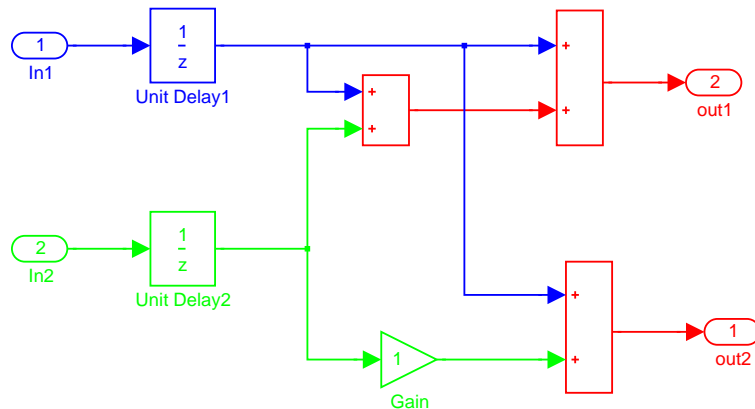 1
In1
1
z
Unit Delay1
+
+
+
+
2
out1
2
In2
1
z
Unit Delay2
1
Gain
+
+
1
out2